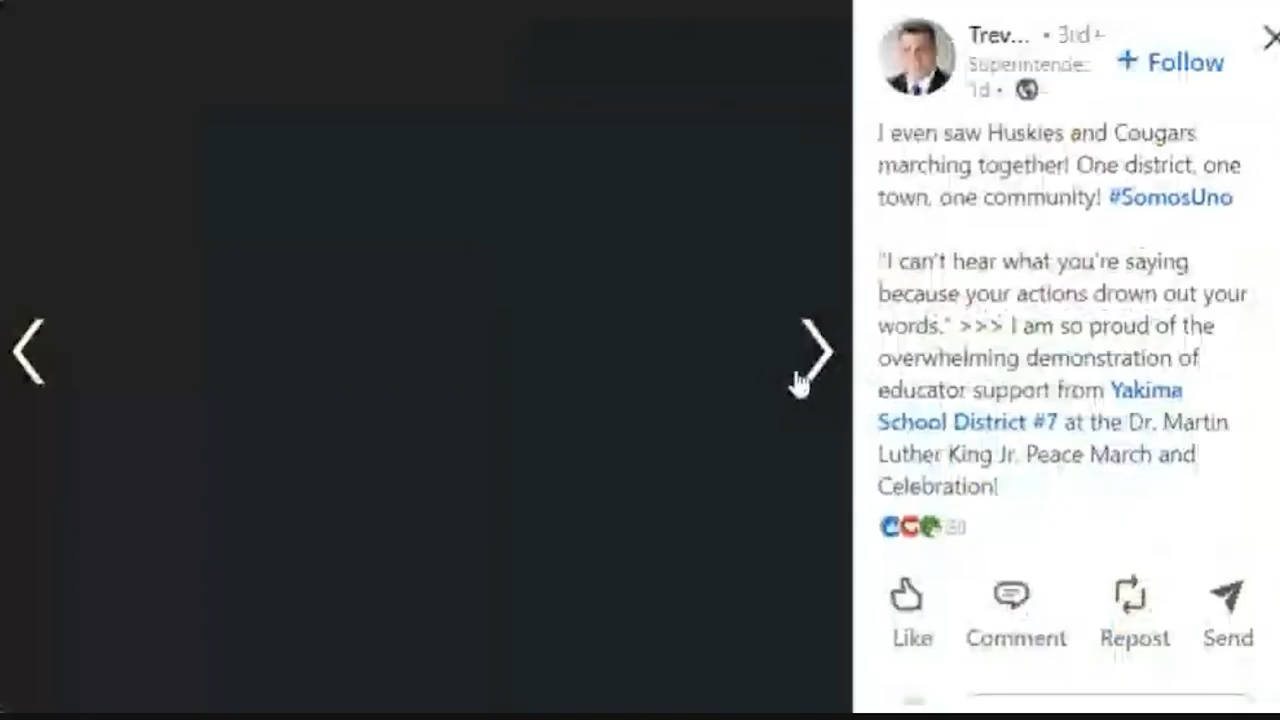 Trev... • 3rd+
Superintende...
+ Follow
1d •
I even saw Huskies and Cougars
marching together! One district, one
town, one community! #SomosUno
"I can't hear what you're saying
because your actions drown out your
words." >>> I am so proud of the
overwhelming demonstration of
educator support from Yakima
School District #7 at the Dr. Martin
Luther King Jr. Peace March and
Celebration!
Like Comment Repost Send